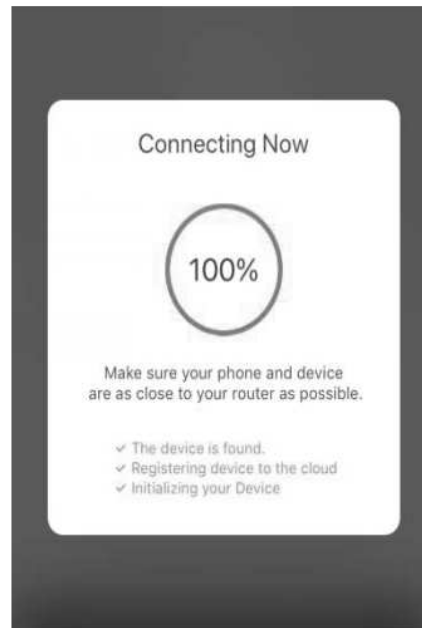 Connecting Now
100%
Make sure your phone and device
are as close to your router as possible.
✓ The device is found.
✓ Registering device to the cloud
✓ Initializing your Device